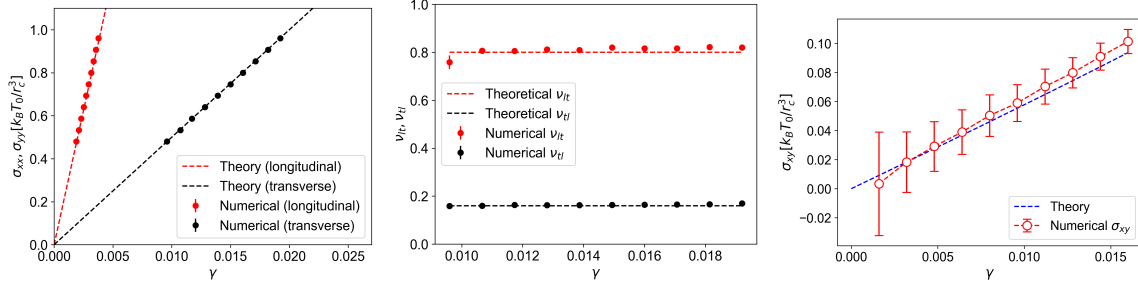 1.0
0.8
0.6
0.4
0.2
0.0
σxx, σyy[kBT0/rc^3]
Theory (longitudinal)
Theory (transverse)
Numerical (longitudinal)
Numerical (transverse)
0.000 0.005 0.010 0.015 0.020 0.025
γ
1.0
0.8
0.6
0.4
0.2
0.0
νlt, νtl
Theoretical νlt
Theoretical νtl
Numerical νlt
Numerical νtl
0.010 0.012 0.014 0.016 0.018
γ
0.10
0.08
0.06
0.04
0.02
0.00
−0.02
σxy[kBT0/rc^3]
Theory
Numerical σxy
0.000 0.005 0.010 0.015
γ